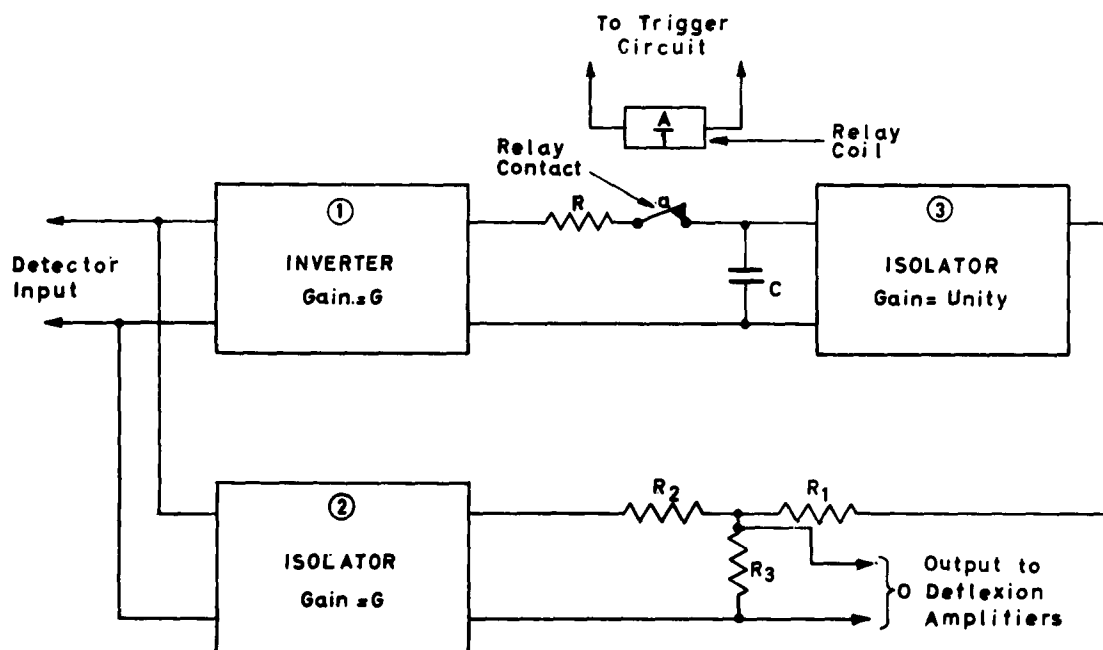 To Trigger
Circuit
A
1
Relay
Coil
Relay
Contact
R
a
①
INVERTER
Gain.=G
③
ISOLATOR
Gain= Unity
Detector
Input
C
②
ISOLATOR
Gain =G
R2
R1
R3
O
Output to
Deflexion
Amplifiers